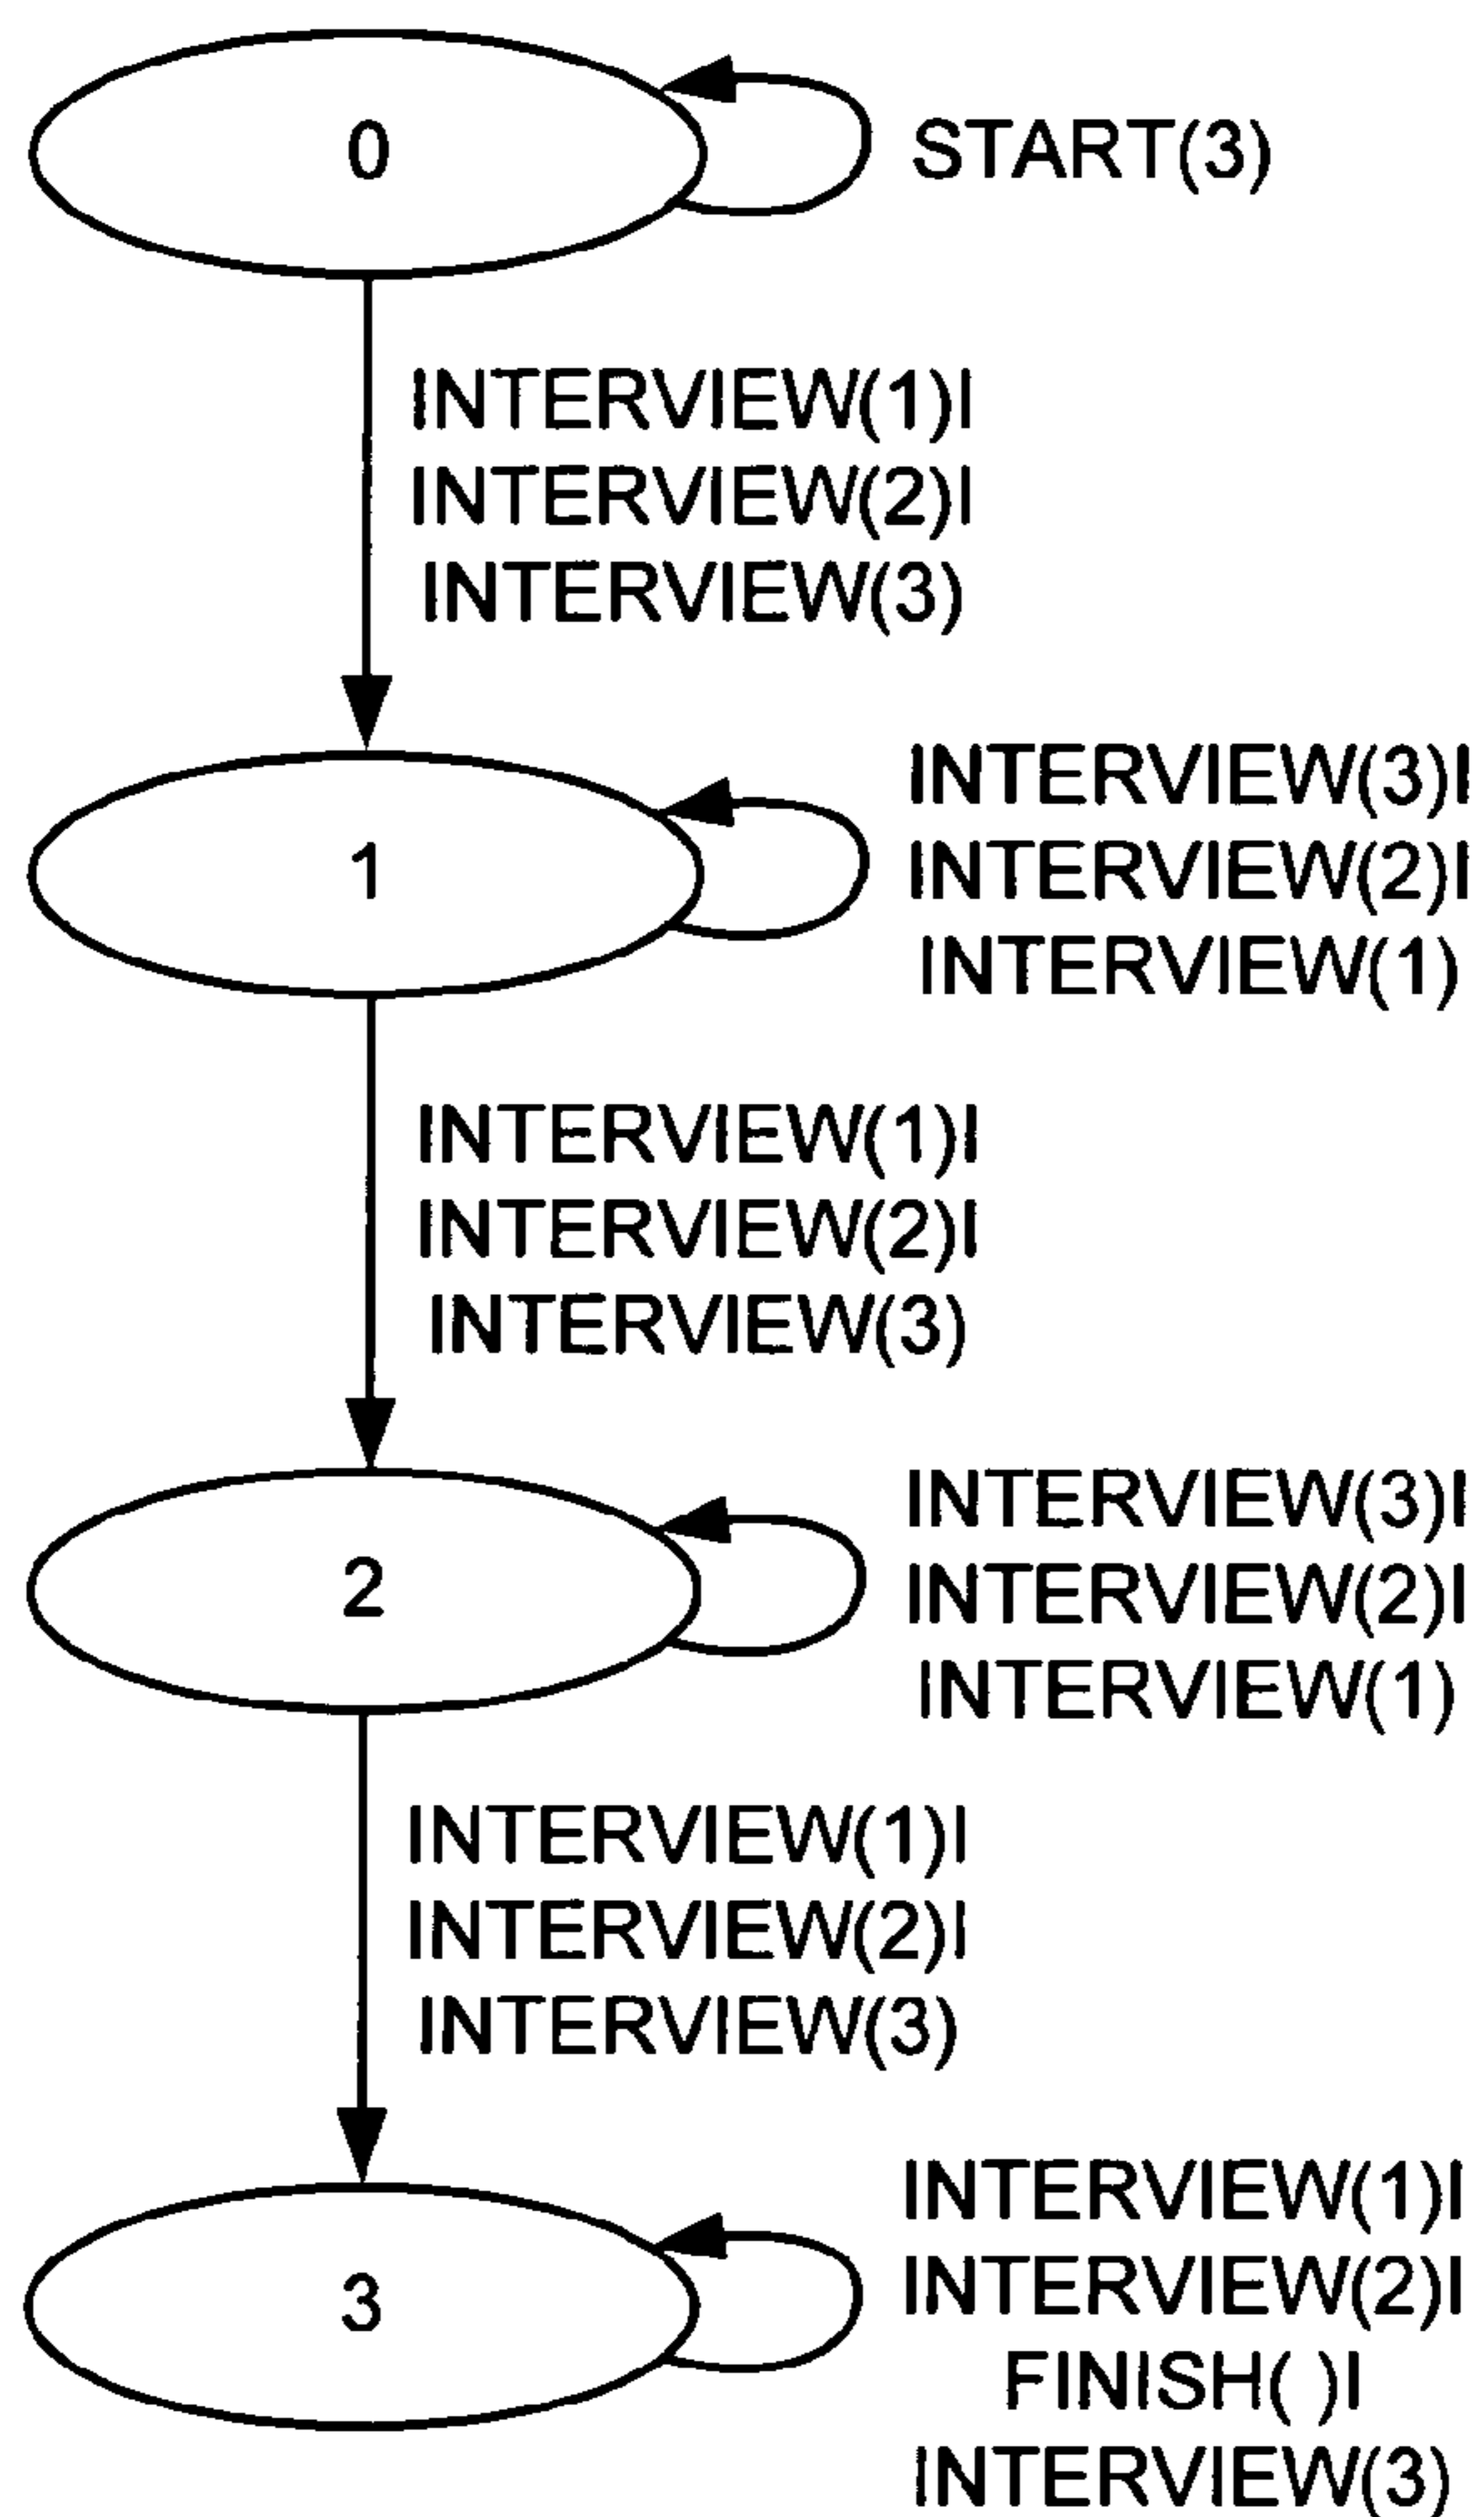 0
START(3)
INTERVIEW(1)|
INTERVIEW(2)|
INTERVIEW(3)
1
INTERVIEW(3)|
INTERVIEW(2)|
INTERVIEW(1)
INTERVIEW(1)|
INTERVIEW(2)|
INTERVIEW(3)
2
INTERVIEW(3)|
INTERVIEW(2)|
INTERVIEW(1)
INTERVIEW(1)|
INTERVIEW(2)|
INTERVIEW(3)
3
INTERVIEW(1)|
INTERVIEW(2)|
FINISH( )|
INTERVIEW(3)